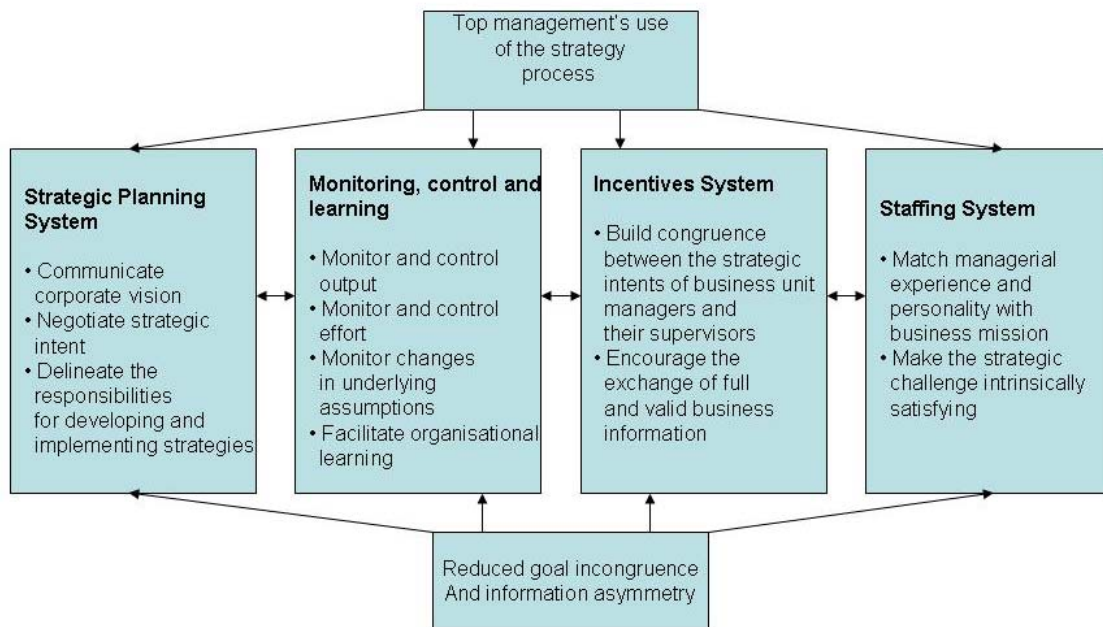 Top management's use
of the strategy
process
Strategic Planning
System
• Communicate
corporate vision
• Negotiate strategic
intent
• Delineate the
responsibilities
for developing and
implementing strategies
Monitoring, control and
learning
• Monitor and control
output
• Monitor and control
effort
• Monitor changes
in underlying
assumptions
• Facilitate organisational
learning
Incentives System
• Build congruence
between the strategic
intents of business unit
managers and
their supervisors
• Encourage the
exchange of full
and valid business
information
Staffing System
• Match managerial
experience and
personality with
business mission
• Make the strategic
challenge intrinsically
satisfying
Reduced goal incongruence
And information asymmetry